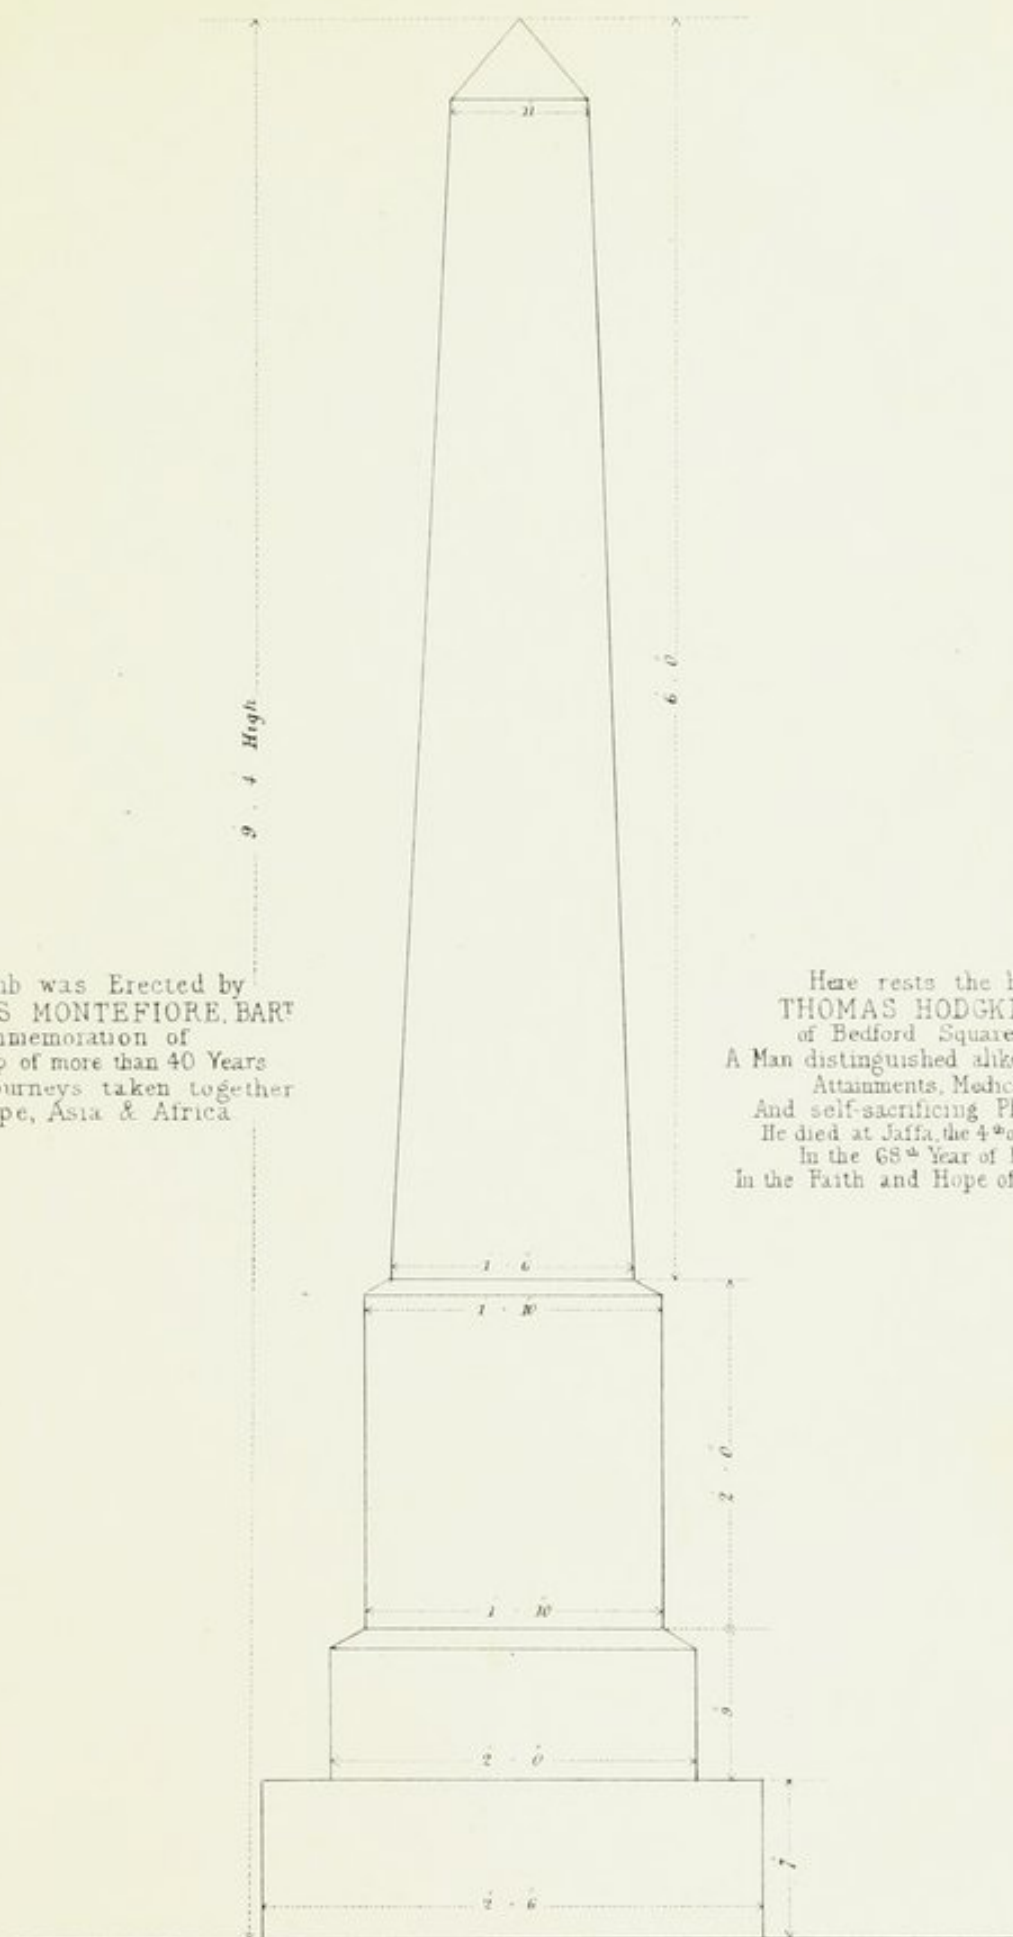 11
9 . 4 High
6 . 0
mb was Erected by
S MONTEFIORE, BART
mmemoration of
p of more than 40 Years
ourneys taken together
pe, Asia & Africa
Here rests the
THOMAS HODGKI
of Bedford Square
A Man distinguished alike
Attainments, Medic
And self-sacrificing Ph
He died at Jaffa, the 4th o
In the 68th Year of
In the Faith and Hope of
1 . 6
1 . 10
2 . 0
1 . 10
9
2 . 0
7
2 . 6